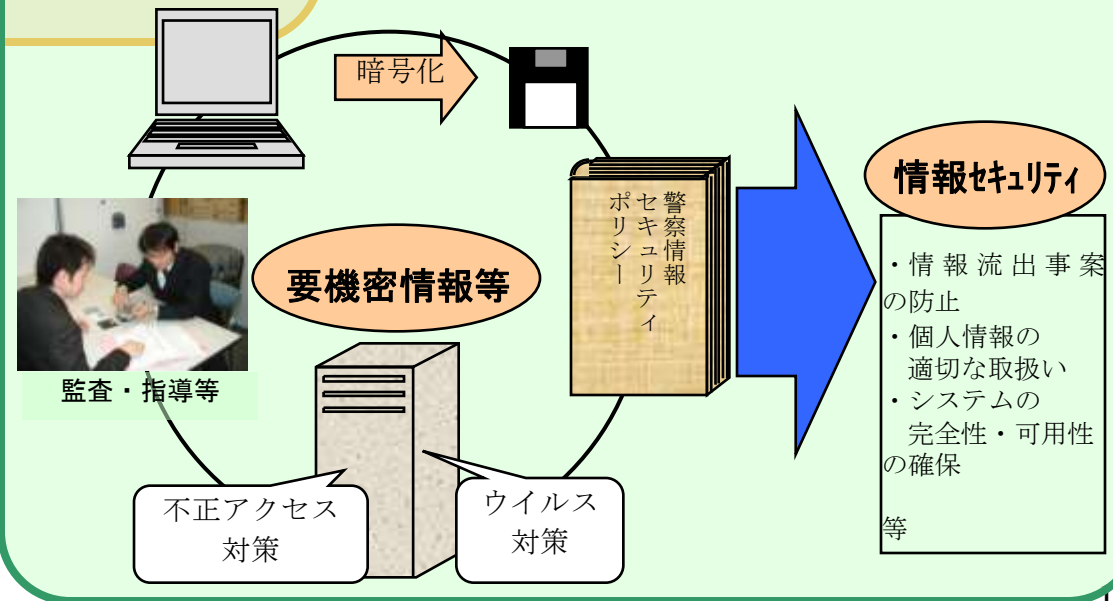 暗号化
警察情報
セキュリティ
ポリシー
情報セキュリティ
要機密情報等
・情報流出事案
の防止
・個人情報の
適切な取扱い
・システムの
完全性・可用性
の確保
等
監査・指導等
不正アクセス
対策
ウイルス
対策